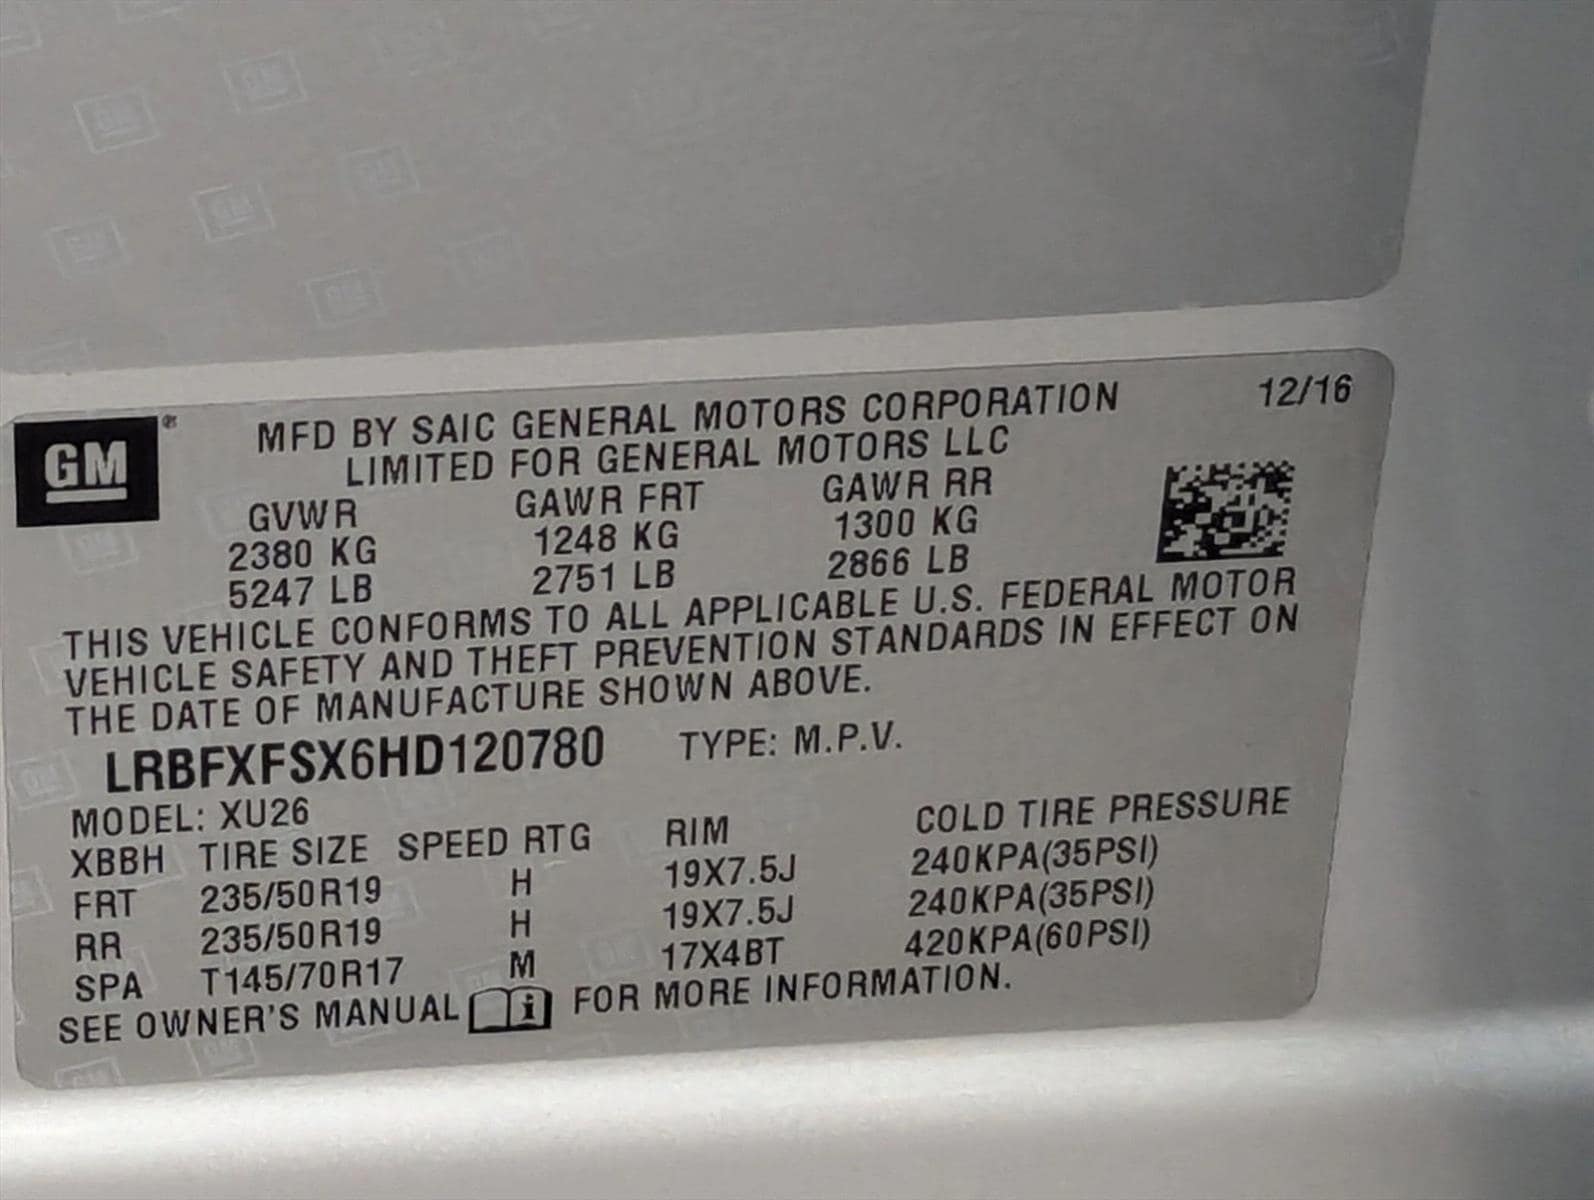 GM ® MFD BY SAIC GENERAL MOTORS CORPORATION 12/16
LIMITED FOR GENERAL MOTORS LLC
GVWR GAWR FRT GAWR RR
2380 KG 1248 KG 1300 KG
5247 LB 2751 LB 2866 LB
THIS VEHICLE CONFORMS TO ALL APPLICABLE U.S. FEDERAL MOTOR
VEHICLE SAFETY AND THEFT PREVENTION STANDARDS IN EFFECT ON
THE DATE OF MANUFACTURE SHOWN ABOVE.
LRBFXFSX6HD120780 TYPE: M.P.V.
MODEL: XU26
XBBH TIRE SIZE SPEED RTG RIM COLD TIRE PRESSURE
FRT 235/50R19 H 19X7.5J 240KPA(35PSI)
RR 235/50R19 H 19X7.5J 240KPA(35PSI)
SPA T145/70R17 M 17X4BT 420KPA(60PSI)
SEE OWNER'S MANUAL i FOR MORE INFORMATION.